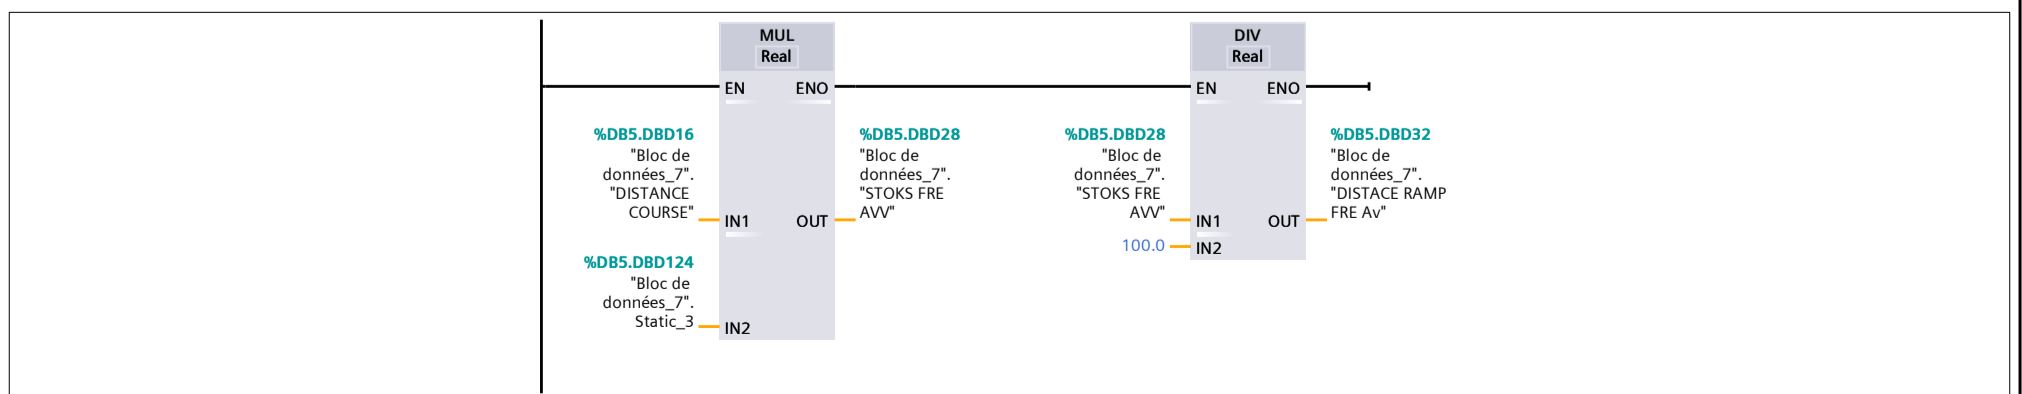 MUL
Real
EN ENO
%DB5.DBD16
"Bloc de
données_7".
"DISTANCE
COURSE"
IN1
%DB5.DBD124
"Bloc de
données_7".
Static_3
IN2
OUT
%DB5.DBD28
"Bloc de
données_7".
"STOKS FRE
AVV"
DIV
Real
EN ENO
%DB5.DBD28
"Bloc de
données_7".
"STOKS FRE
AVV"
IN1
100.0
IN2
OUT
%DB5.DBD32
"Bloc de
données_7".
"DISTACE RAMP
FRE Av"